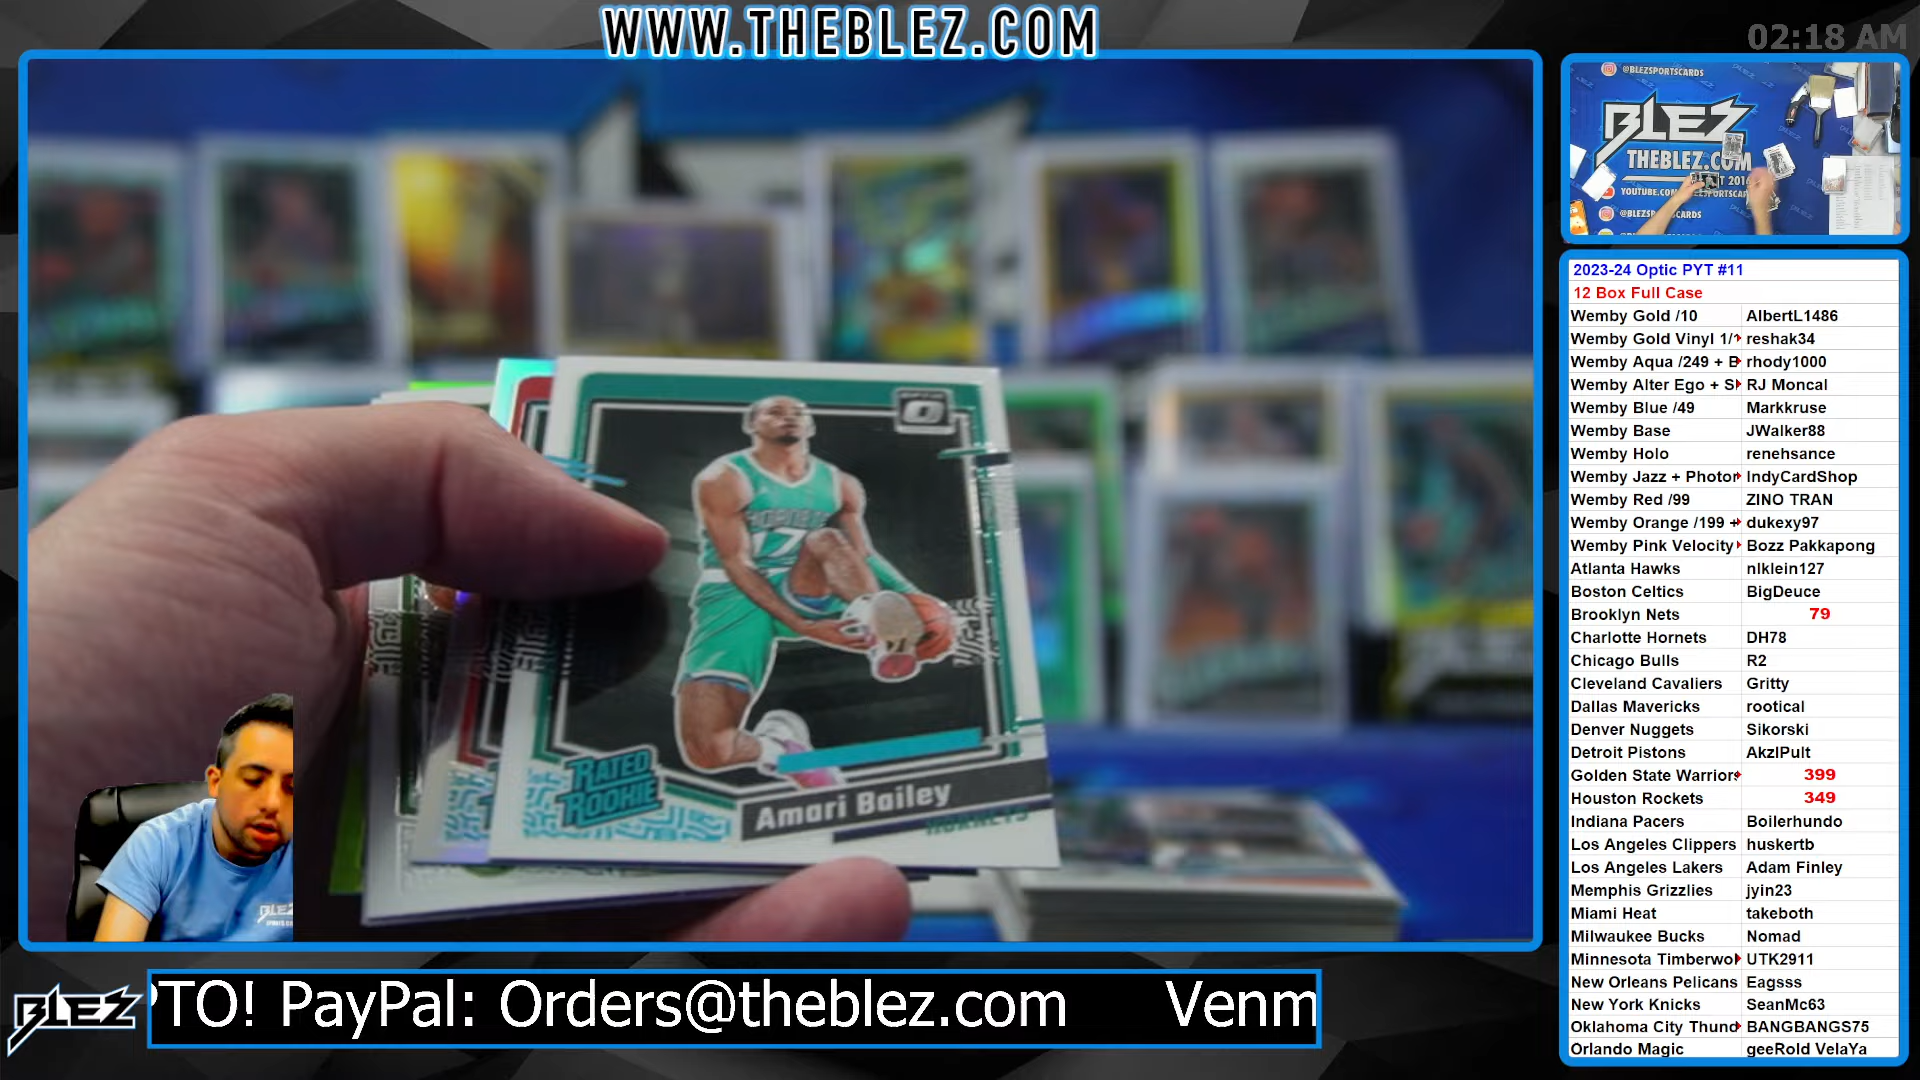 WWW.THEBLEZ.COM
02:18 AM
@BLEZSPORTSCARDS
BLEZ
THEBLEZ.COM
2023-24 Optic PYT #11
12 Box Full Case
Wemby Gold /10 AlbertL1486
Wemby Gold Vinyl 1/ reshak34
Wemby Aqua /249 + reshak rhody1000
Wemby Alter Ego + RJ Moncal
Wemby Blue /49 Markkruse
Wemby Base JWalker88
Wemby Holo renehsance
Wemby Jazz + IndyCardShop
Wemby Red /99 ZINO TRAN
Wemby Orange /199 + dukexy97
Wemby Pink Velocity Bozz Pakkapong
Atlanta Hawks nlklein127
Boston Celtics BigDeuce
Brooklyn Nets 79
Charlotte Hornets DH78
Chicago Bulls R2
Cleveland Cavaliers Gritty
Dallas Mavericks rootical
Denver Nuggets Sikorski
Detroit Pistons
Golden State Warriors 399
Houston Rockets 349
Indiana Pacers Boilerhundo
Los Angeles Clippers huskertb
Los Angeles Lakers Adam Finley
Memphis Grizzlies jyin23
Miami Heat takeboth
Milwaukee Bucks Nomad
Minnesota Timberwol UTK2911
New Orleans Pelicans Eagsss
New York Knicks SeanMc63
Oklahoma City Thund BANGBANGS75
Orlando Magic geeRold VelaYa
OPTIC
HORNETS
17
RATED
ROOKIE
Amari Bailey
HORNETS
BLEZ
TO! PayPal: Orders@theblez.com Venm